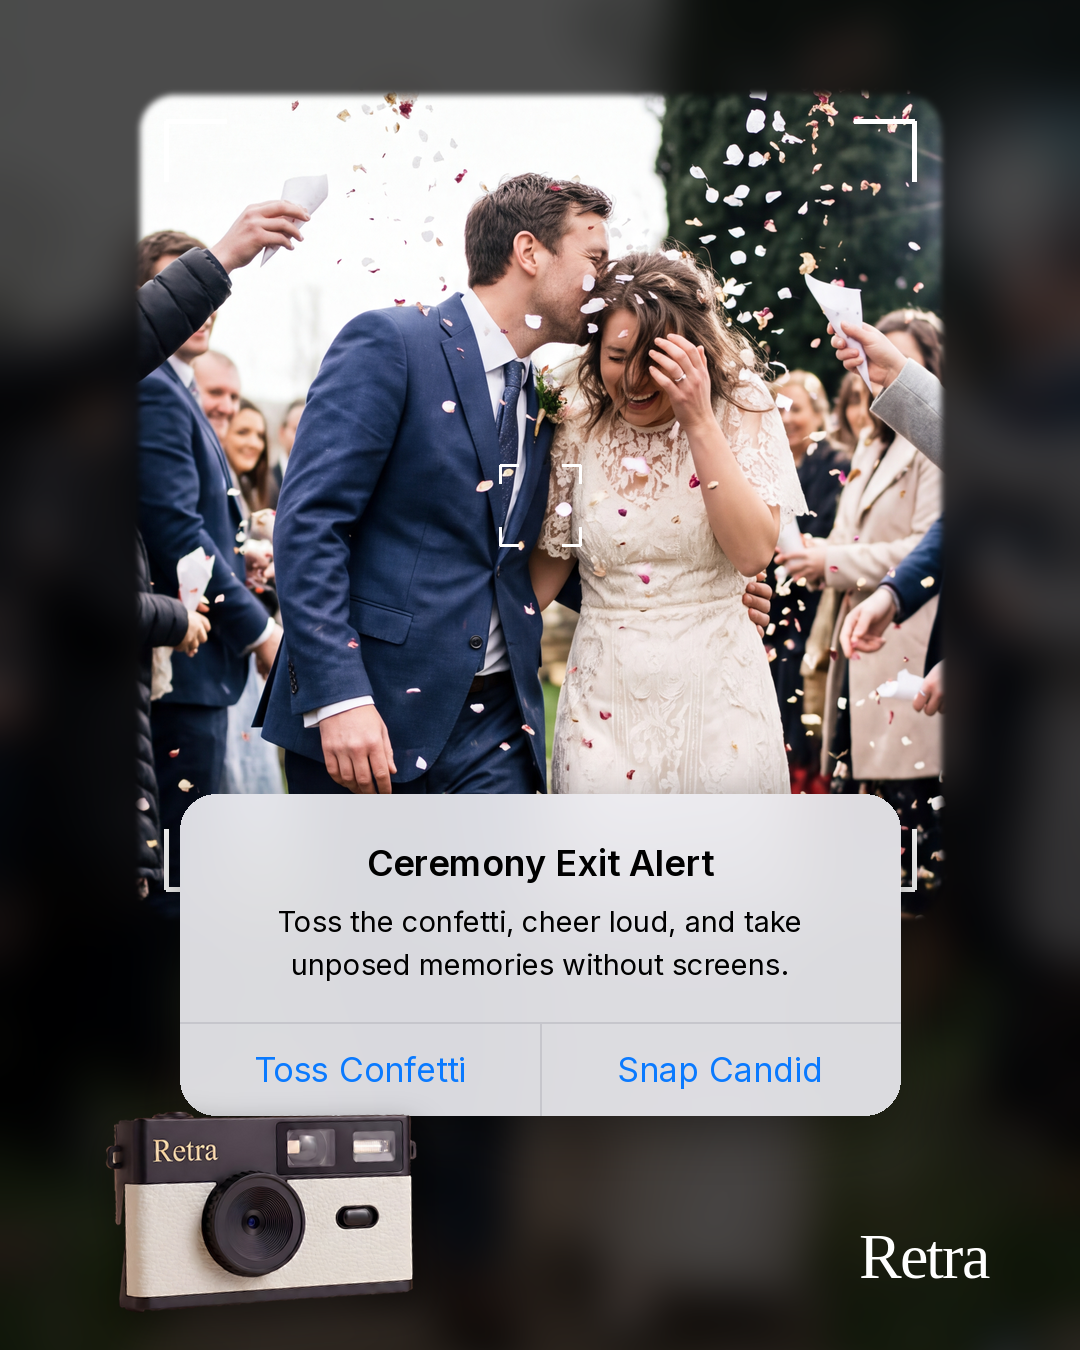 Ceremony Exit Alert
Toss the confetti, cheer loud, and take
unposed memories without screens.
Toss Confetti
Snap Candid
Retra
Retra